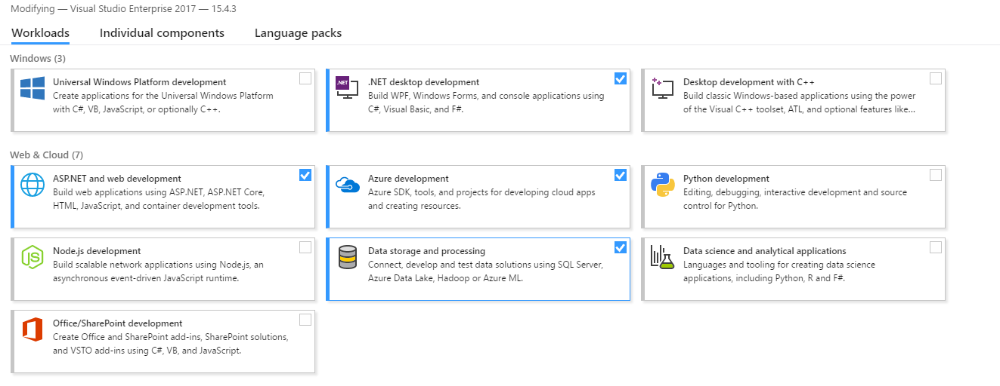 Modifying — Visual Studio Enterprise 2017 — 15.4.3
Workloads
Individual components
Language packs
Windows (3)
Universal Windows Platform development
Create applications for the Universal Windows Platform
with C#, VB, JavaScript, or optionally C++.
.NET
.NET desktop development
Build WPF, Windows Forms, and console applications using
C#, Visual Basic, and F#.
Desktop development with C++
Build classic Windows-based applications using the power
of the Visual C++ toolset, ATL, and optional features like...
Web & Cloud (7)
ASP.NET and web development
Build web applications using ASP.NET, ASP.NET Core,
HTML, JavaScript, and container development tools.
Azure development
Azure SDK, tools, and projects for developing cloud apps
and creating resources.
Python development
Editing, debugging, interactive development and source
control for Python.
JS
Node.js development
Build scalable network applications using Node.js, an
asynchronous event-driven JavaScript runtime.
Data storage and processing
Connect, develop and test data solutions using SQL Server,
Azure Data Lake, Hadoop or Azure ML.
Data science and analytical applications
Languages and tooling for creating data science
applications, including Python, R and F#.
Office/SharePoint development
Create Office and SharePoint add-ins, SharePoint solutions,
and VSTO add-ins using C#, VB, and JavaScript.